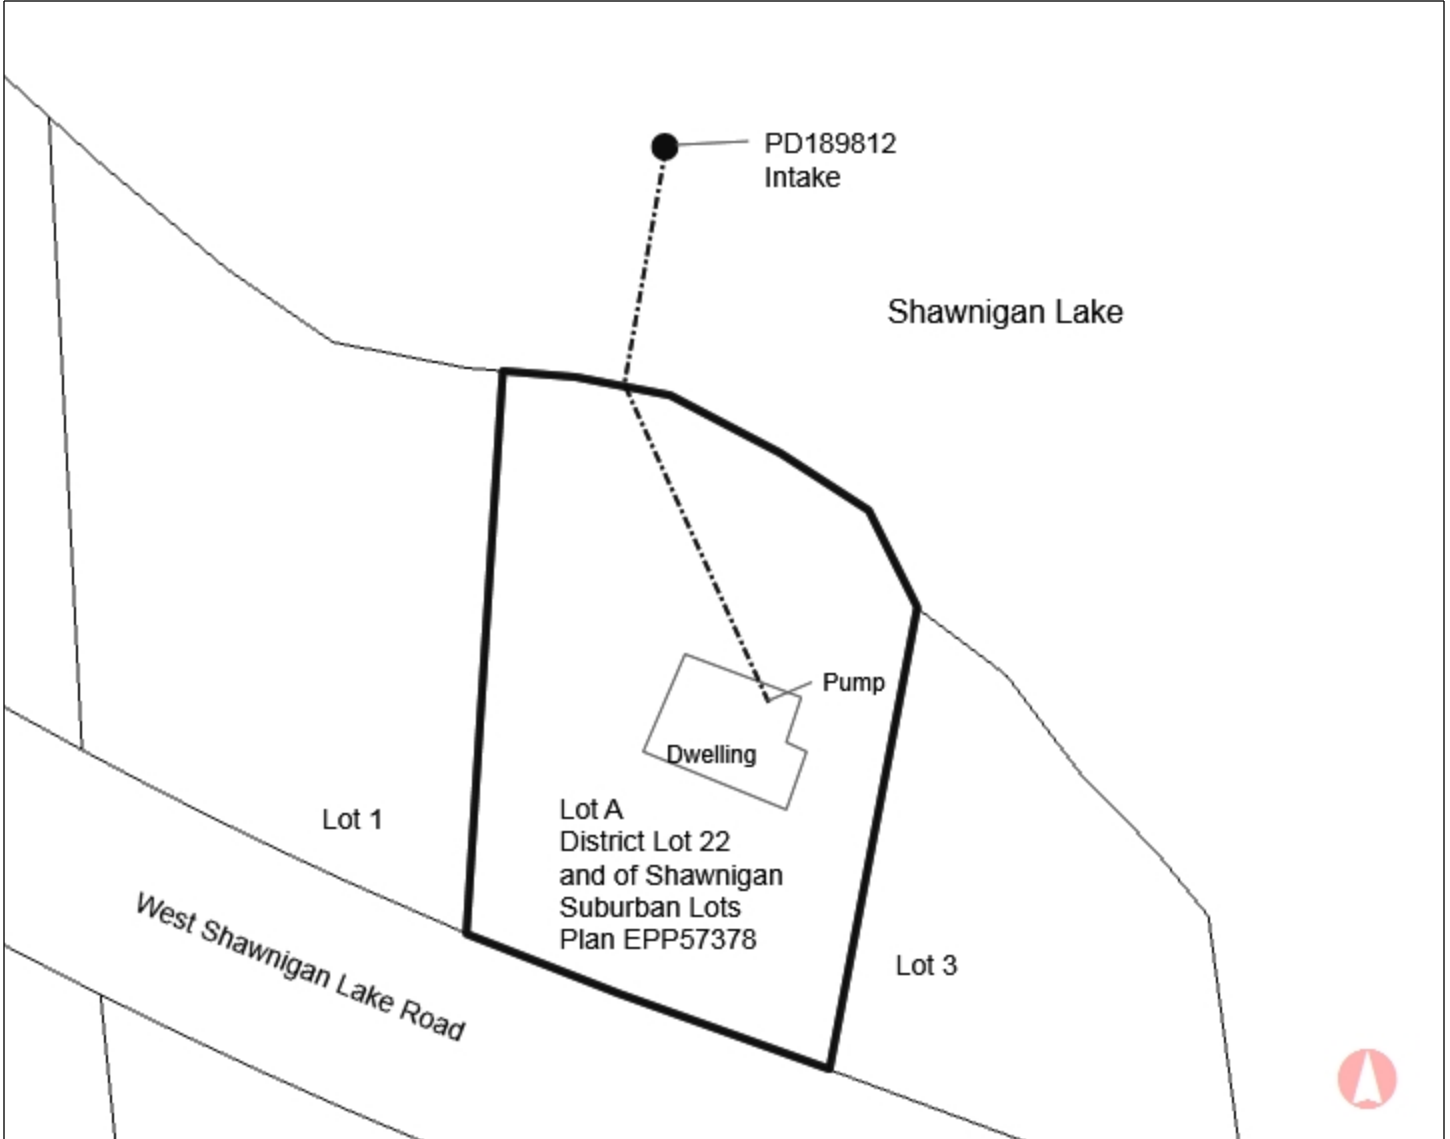 PD189812
Intake
Shawnigan Lake
Pump
Dwelling
Lot 1
Lot A
District Lot 22
and of Shawnigan
Suburban Lots
Plan EPP57378
West Shawnigan Lake Road
Lot 3